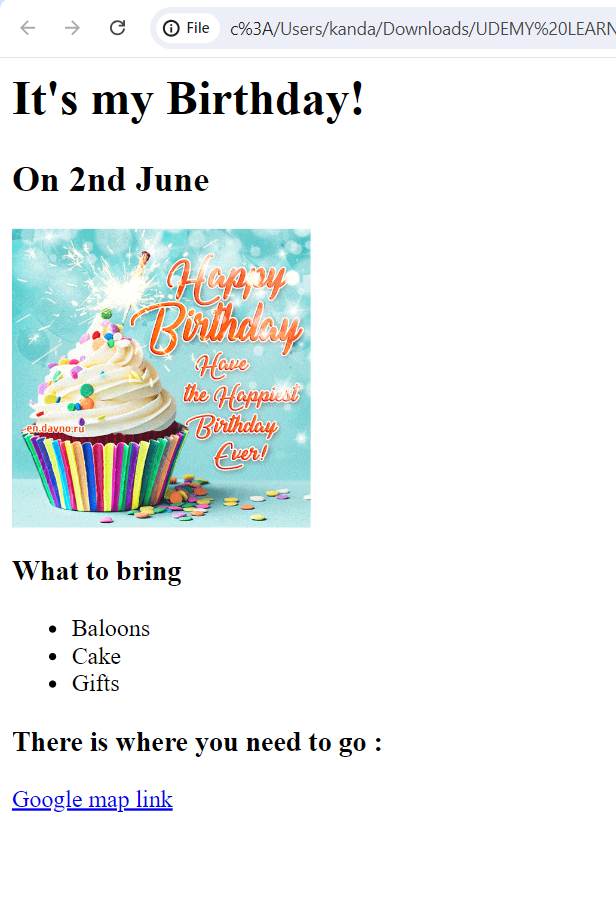 File c%3A/Users/kanda/Downloads/UDEMY%20LEARN
It's my Birthday!
On 2nd June
Happy
Birthday
Have
the Happiest
Birthday
Ever!
en.davno.ru
What to bring
Baloons
Cake
Gifts
There is where you need to go :
Google map link